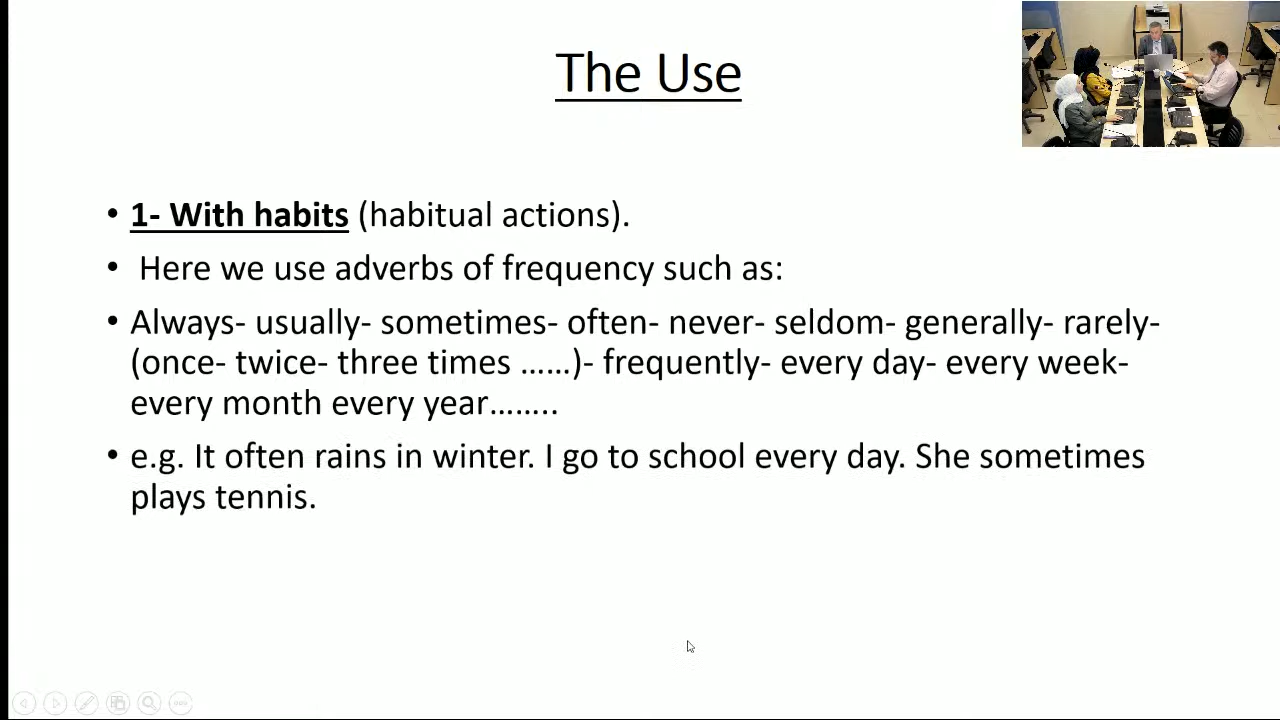 The Use
• 1- With habits (habitual actions).
• Here we use adverbs of frequency such as:
• Always- usually- sometimes- often- never- seldom- generally- rarely-
(once- twice- three times ……)- frequently- every day- every week-
every month every year……..
• e.g. It often rains in winter. I go to school every day. She sometimes
plays tennis.